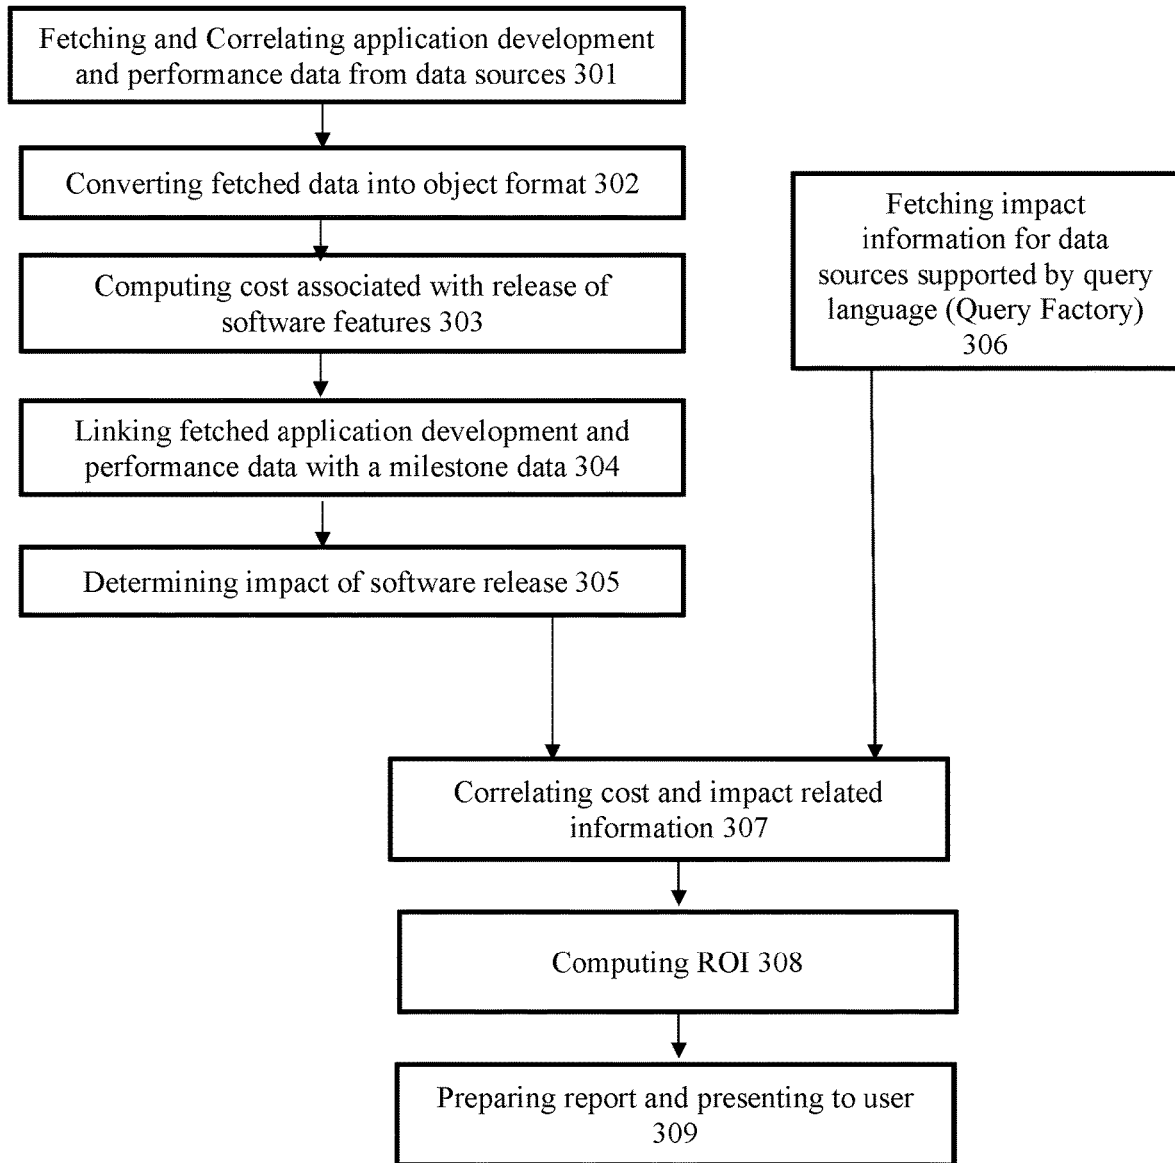 Fetching and Correlating application development
and performance data from data sources 301
Converting fetched data into object format 302
Computing cost associated with release of
software features 303
Linking fetched application development and
performance data with a milestone data 304
Determining impact of software release 305
Fetching impact
information for data
sources supported by query
language (Query Factory)
306
Correlating cost and impact related
information 307
Computing ROI 308
Preparing report and presenting to user
309